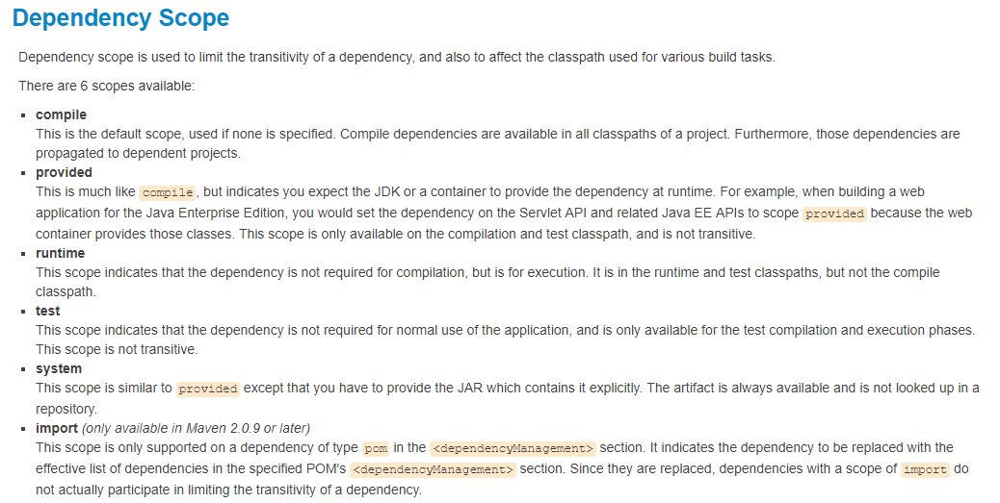 Dependency Scope
Dependency scope is used to limit the transitivity of a dependency, and also to affect the classpath used for various build tasks.
There are 6 scopes available:
compile
This is the default scope, used if none is specified. Compile dependencies are available in all classpaths of a project. Furthermore, those dependencies are
propagated to dependent projects.
provided
This is much like compile, but indicates you expect the JDK or a container to provide the dependency at runtime. For example, when building a web
application for the Java Enterprise Edition, you would set the dependency on the Servlet API and related Java EE APIs to scope provided because the web
container provides those classes. This scope is only available on the compilation and test classpath, and is not transitive.
runtime
This scope indicates that the dependency is not required for compilation, but is for execution. It is in the runtime and test classpaths, but not the compile
classpath.
test
This scope indicates that the dependency is not required for normal use of the application, and is only available for the test compilation and execution phases.
This scope is not transitive.
system
This scope is similar to provided except that you have to provide the JAR which contains it explicitly. The artifact is always available and is not looked up in a
repository.
import (only available in Maven 2.0.9 or later)
This scope is only supported on a dependency of type pom in the <dependencyManagement> section. It indicates the dependency to be replaced with the
effective list of dependencies in the specified POM's <dependencyManagement> section. Since they are replaced, dependencies with a scope of import do
not actually participate in limiting the transitivity of a dependency.